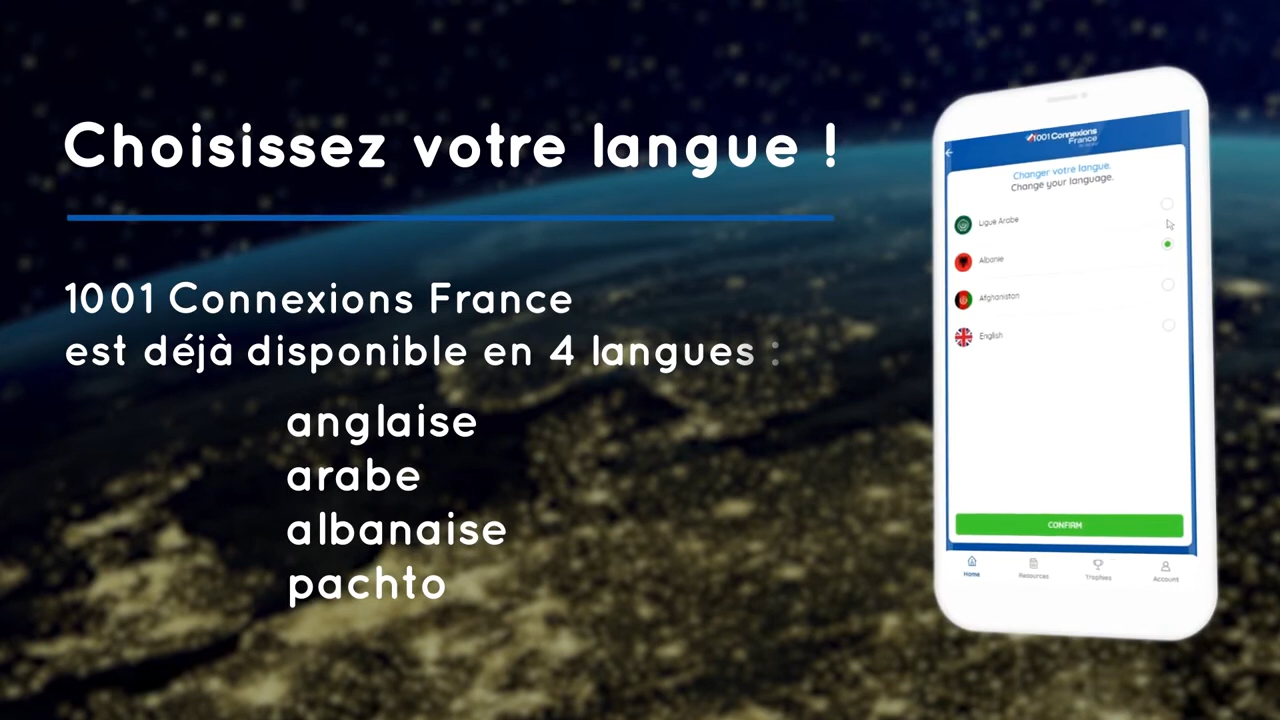 Choisissez votre langue !
1001 Connexions France
est déjà disponible en 4 langues :
anglaise
arabe
albanaise
pachto
1001 Connexions
France
Changer votre langue.
Change your language.
Ligue Arabe
Albanie
Afghanistan
English
CONFIRM
Home
Resources
Trophies
Account